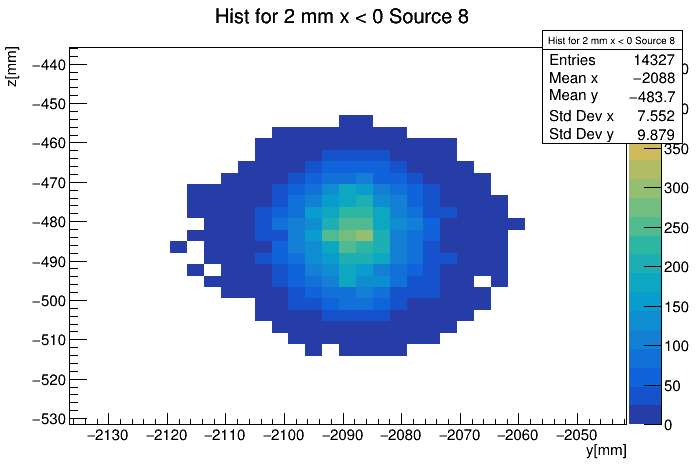 Hist for 2 mm x < 0 Source 8
z[mm]
Hist for 2 mm x < 0 Source 8
Entries 14327
Mean x −2088
Mean y −483.7
Std Dev x 7.552
Std Dev y 9.879
−440
−450
−460
−470
−480
−490
−500
−510
−520
−530
−2130 −2120 −2110 −2100 −2090 −2080 −2070 −2060 −2050
y[mm]
350
300
250
200
150
100
50
0